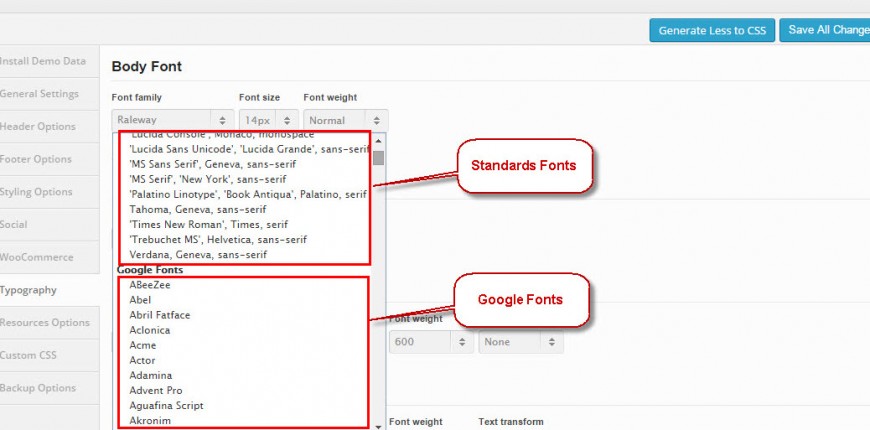 Generate Less to CSS
Save All Change
Install Demo Data
General Settings
Header Options
Footer Options
Styling Options
Social
WooCommerce
Typography
Resources Options
Custom CSS
Backup Options
Body Font
Font family Font size Font weight
Raleway 14px Normal
'Lucida Console', Monaco, monospace
'Lucida Sans Unicode', 'Lucida Grande', sans-serif
'MS Sans Serif', Geneva, sans-serif
'MS Serif', 'New York', sans-serif
'Palatino Linotype', 'Book Antiqua', Palatino, serif
Tahoma, Geneva, sans-serif
'Times New Roman', Times, serif
'Trebuchet MS', Helvetica, sans-serif
Verdana, Geneva, sans-serif
Google Fonts
ABeeZee
Abel
Abril Fatface
Aclonica
Acme
Actor
Adamina
Advent Pro
Aguafina Script
Akronim
Standards Fonts
Google Fonts
Font weight
600 None
Font weight Text transform